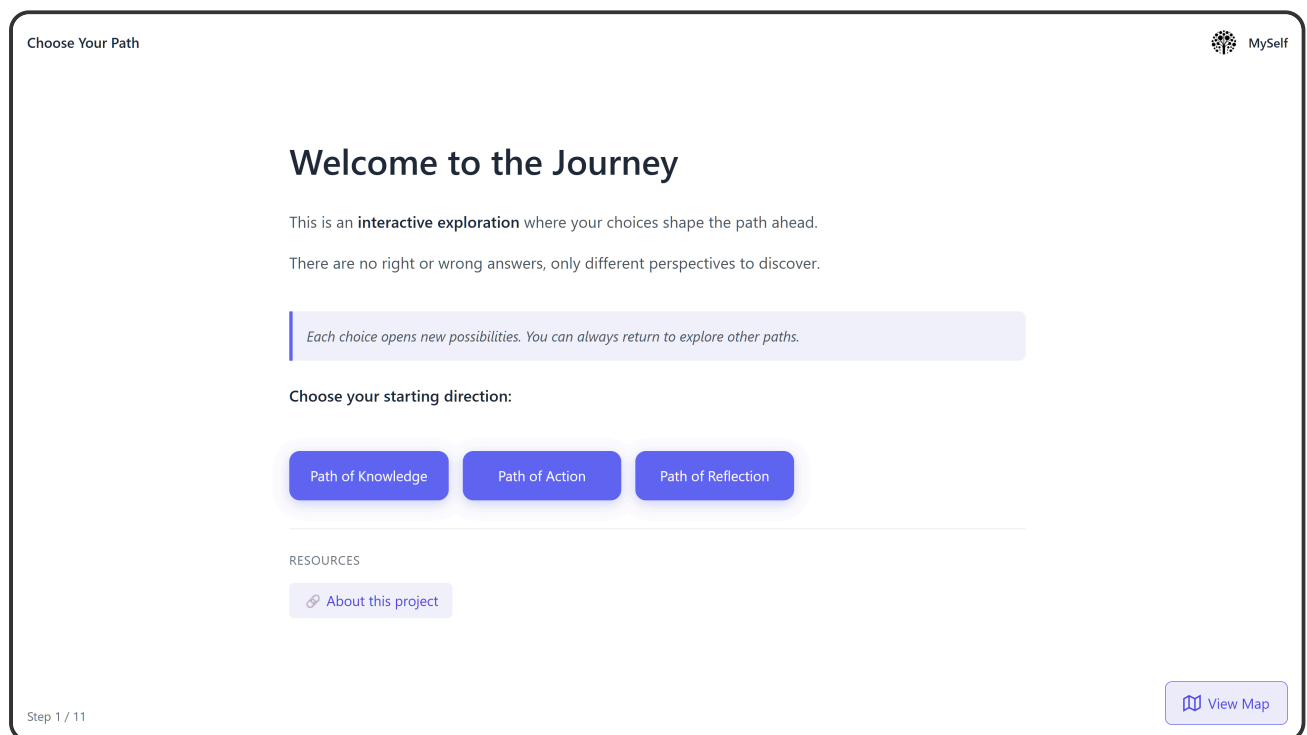 Choose Your Path
MySelf
Welcome to the Journey
This is an interactive exploration where your choices shape the path ahead.
There are no right or wrong answers, only different perspectives to discover.
Each choice opens new possibilities. You can always return to explore other paths.
Choose your starting direction:
Path of Knowledge
Path of Action
Path of Reflection
RESOURCES
About this project
View Map
Step 1 / 11